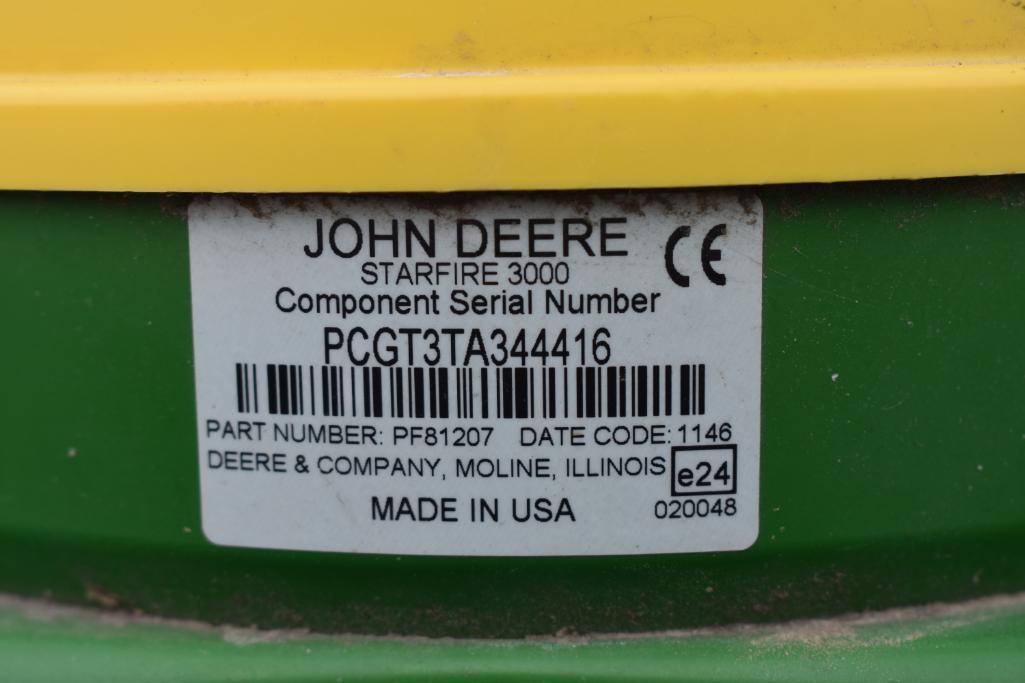 JOHN DEERE CE
STARFIRE 3000
Component Serial Number
PCGT3TA344416
PART NUMBER: PF81207 DATE CODE: 1146
DEERE & COMPANY, MOLINE, ILLINOIS e24
MADE IN USA 020048